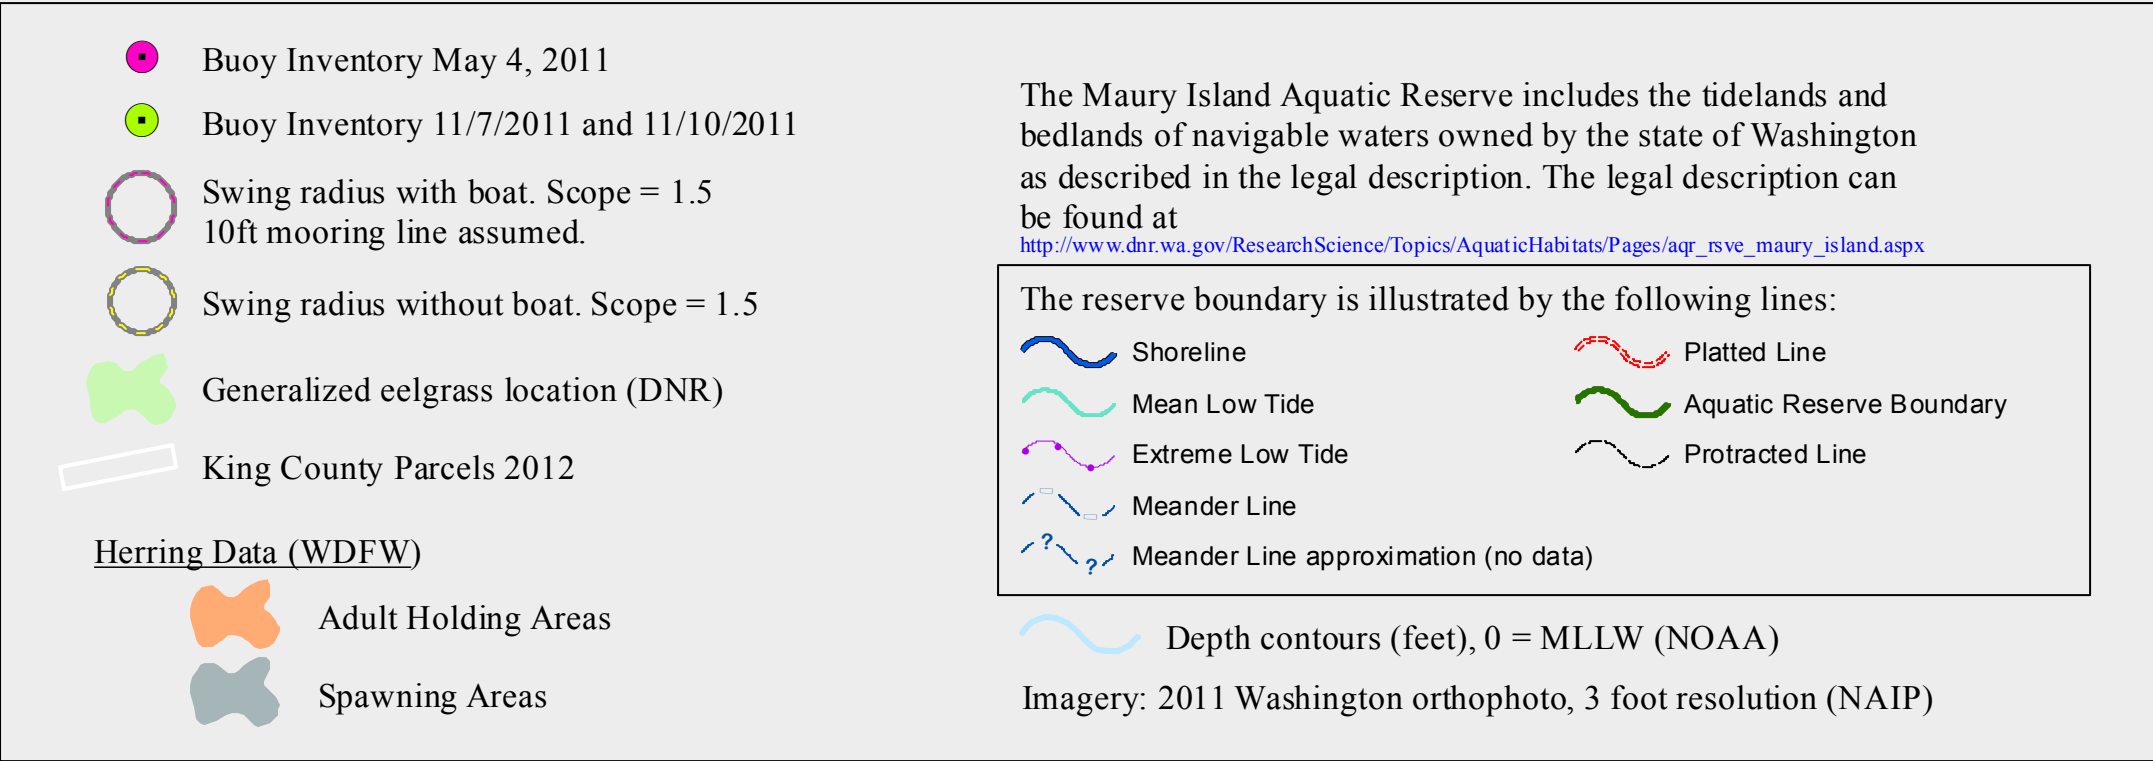 Buoy Inventory May 4, 2011
Buoy Inventory 11/7/2011 and 11/10/2011
Swing radius with boat. Scope = 1.5
10ft mooring line assumed.
Swing radius without boat. Scope = 1.5
Generalized eelgrass location (DNR)
King County Parcels 2012
Herring Data (WDFW)
Adult Holding Areas
Spawning Areas
The Maury Island Aquatic Reserve includes the tidelands and
bedlands of navigable waters owned by the state of Washington
as described in the legal description. The legal description can
be found at
http://www.dnr.wa.gov/ResearchScience/Topics/AquaticHabitats/Pages/aqr_rsve_maury_island.aspx
The reserve boundary is illustrated by the following lines:
Shoreline
Mean Low Tide
Extreme Low Tide
Meander Line
? ? Meander Line approximation (no data)
Platted Line
Aquatic Reserve Boundary
Protracted Line
Depth contours (feet), 0 = MLLW (NOAA)
Imagery: 2011 Washington orthophoto, 3 foot resolution (NAIP)